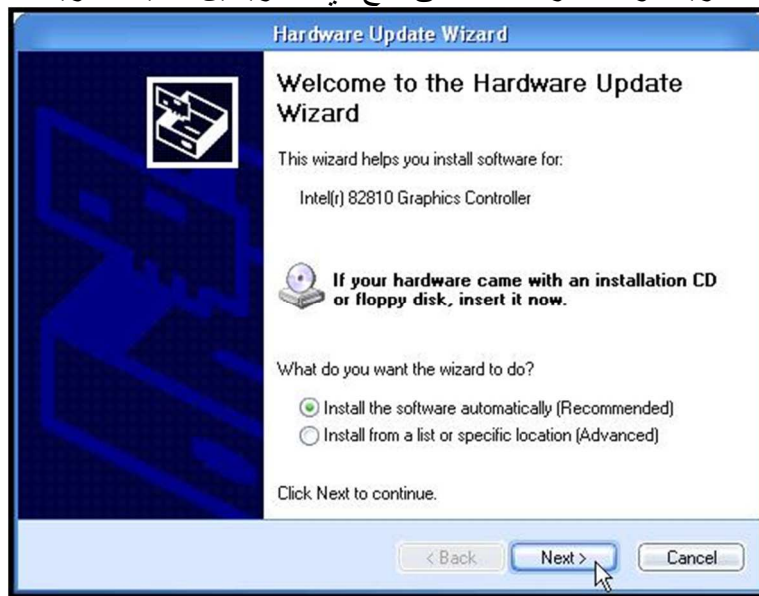 Hardware Update Wizard
Welcome to the Hardware Update
Wizard
This wizard helps you install software for:
Intel(r) 82810 Graphics Controller
If your hardware came with an installation CD
or floppy disk, insert it now.
What do you want the wizard to do?
Install the software automatically (Recommended)
Install from a list or specific location (Advanced)
Click Next to continue.
< Back Next > Cancel